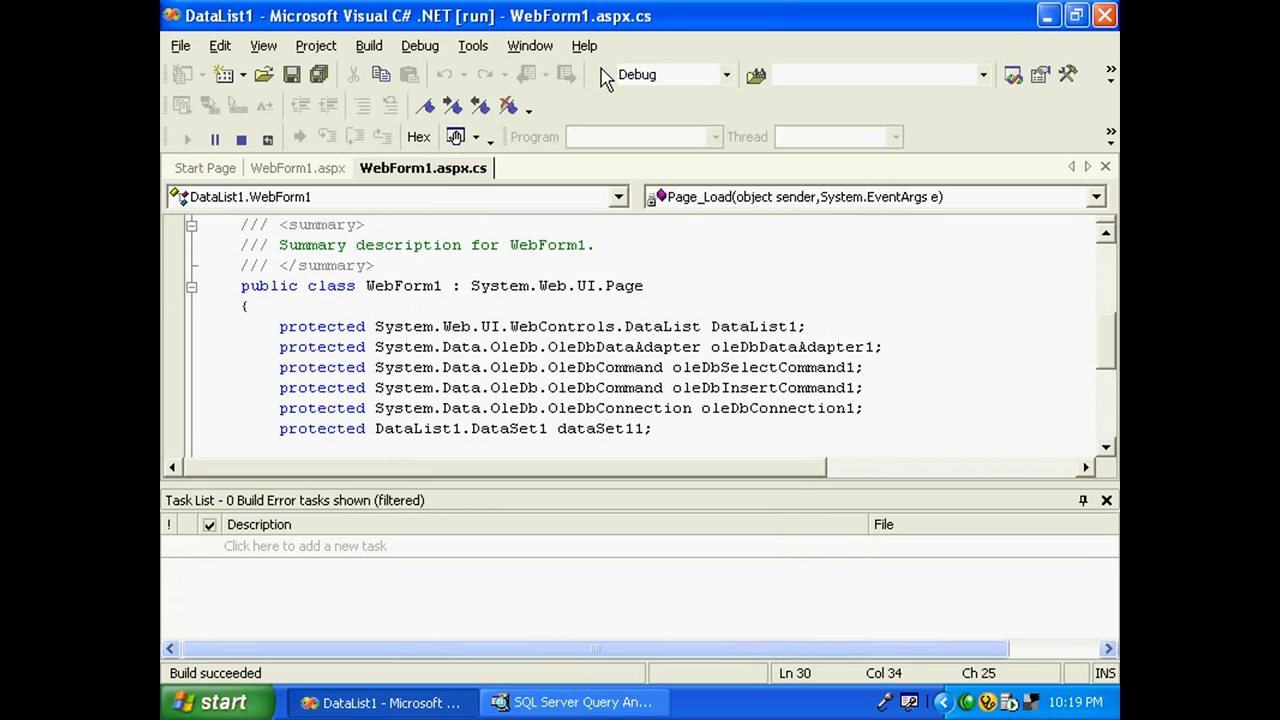 DataList1 - Microsoft Visual C# .NET [run] - WebForm1.aspx.cs
File Edit View Project Build Debug Tools Window Help
Debug
Hex Program Thread
Start Page WebForm1.aspx WebForm1.aspx.cs
DataList1.WebForm1 Page_Load(object sender,System.EventArgs e)
/// <summary>
/// Summary description for WebForm1.
/// </summary>
public class WebForm1 : System.Web.UI.Page
{
protected System.Web.UI.WebControls.DataList DataList1;
protected System.Data.OleDb.OleDbDataAdapter oleDbDataAdapter1;
protected System.Data.OleDb.OleDbCommand oleDbSelectCommand1;
protected System.Data.OleDb.OleDbCommand oleDbInsertCommand1;
protected System.Data.OleDb.OleDbConnection oleDbConnection1;
protected DataList1.DataSet1 dataSet11;
Task List - 0 Build Error tasks shown (filtered)
! Description File
Click here to add a new task
Build succeeded Ln 30 Col 34 Ch 25 INS
start DataList1 - Microsoft ... SQL Server Query An... 10:19 PM